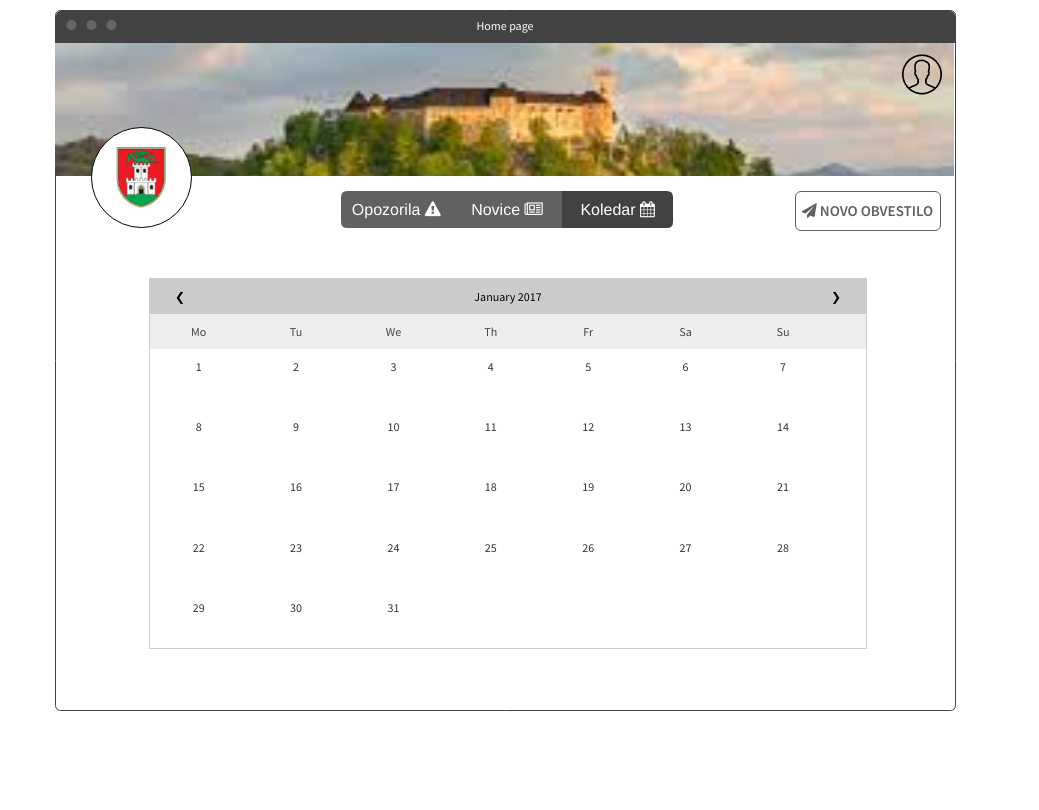 Home page
Opozorila Novice Koledar
NOVO OBVESTILO
❮ January 2017 ❯
Mo Tu We Th Fr Sa Su
1 2 3 4 5 6 7
8 9 10 11 12 13 14
15 16 17 18 19 20 21
22 23 24 25 26 27 28
29 30 31